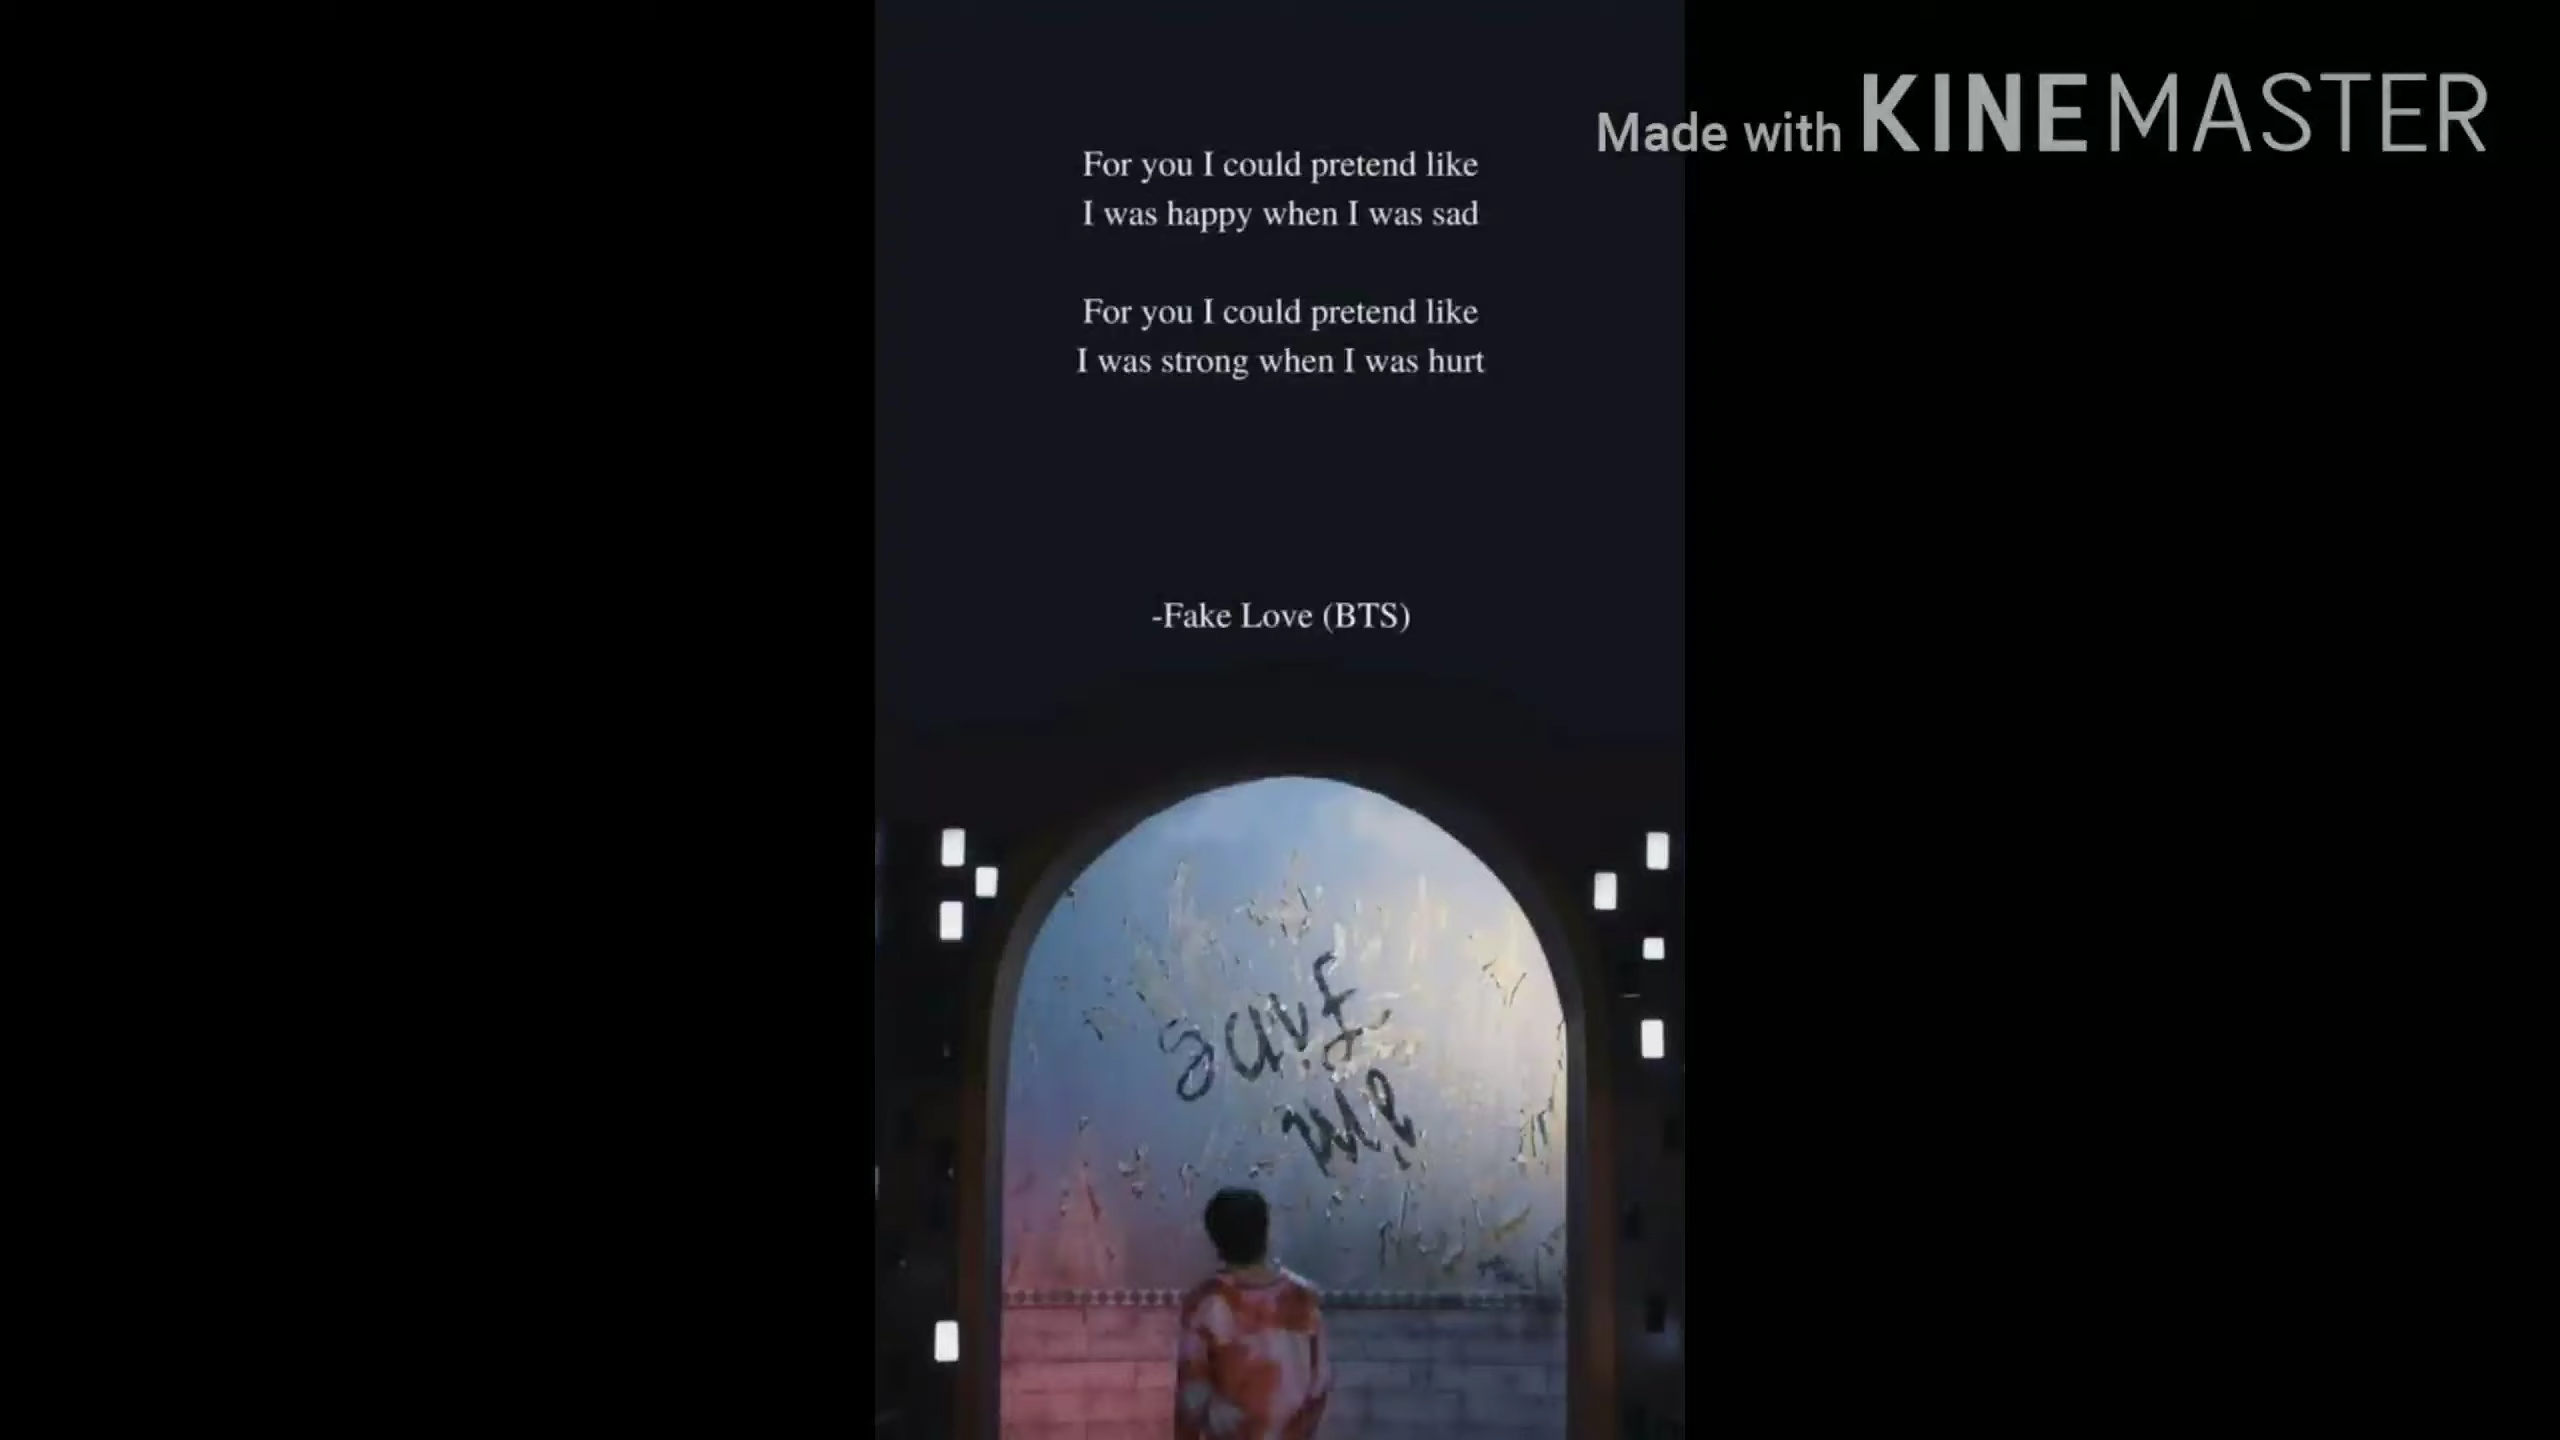 Made with KINEMASTER
For you I could pretend like
I was happy when I was sad
For you I could pretend like
I was strong when I was hurt
-Fake Love (BTS)
save
me